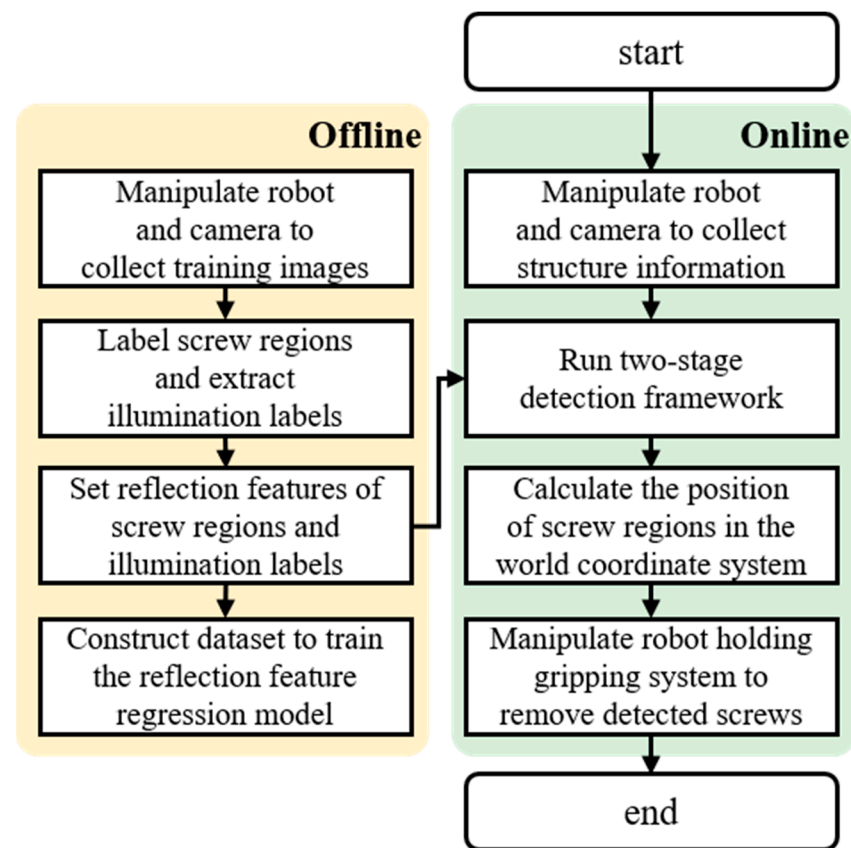 start
Offline
Manipulate robot
and camera to
collect training images
Label screw regions
and extract
illumination labels
Set reflection features of
screw regions and
illumination labels
Construct dataset to train
the reflection feature
regression model
Online
Manipulate robot
and camera to collect
structure information
Run two-stage
detection framework
Calculate the position
of screw regions in the
world coordinate system
Manipulate robot holding
gripping system to
remove detected screws
end